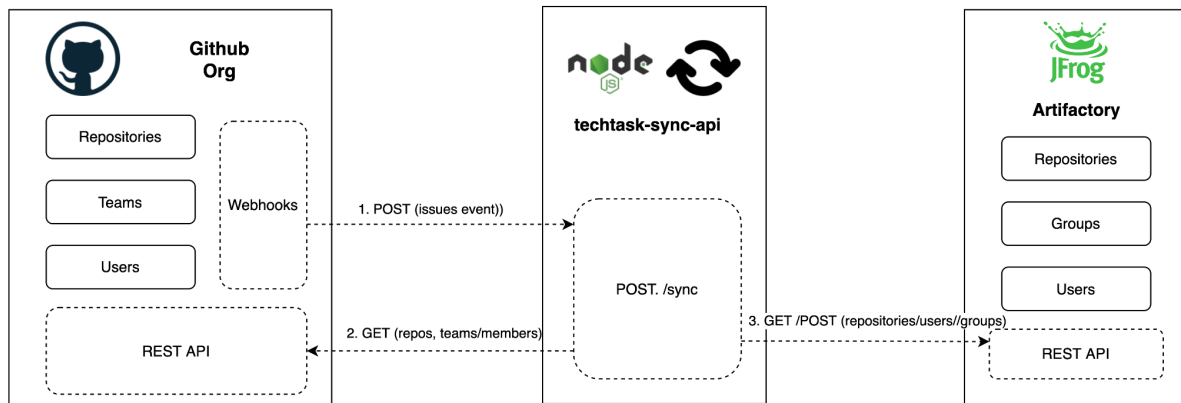 Github
Org
Repositories
Teams
Users
Webhooks
REST API
1. POST (issues event))
2. GET (repos, teams/members)
node
JS
techtask-sync-api
POST. /sync
3. GET /POST (repositories/users//groups)
JFrog
Artifactory
Repositories
Groups
Users
REST API